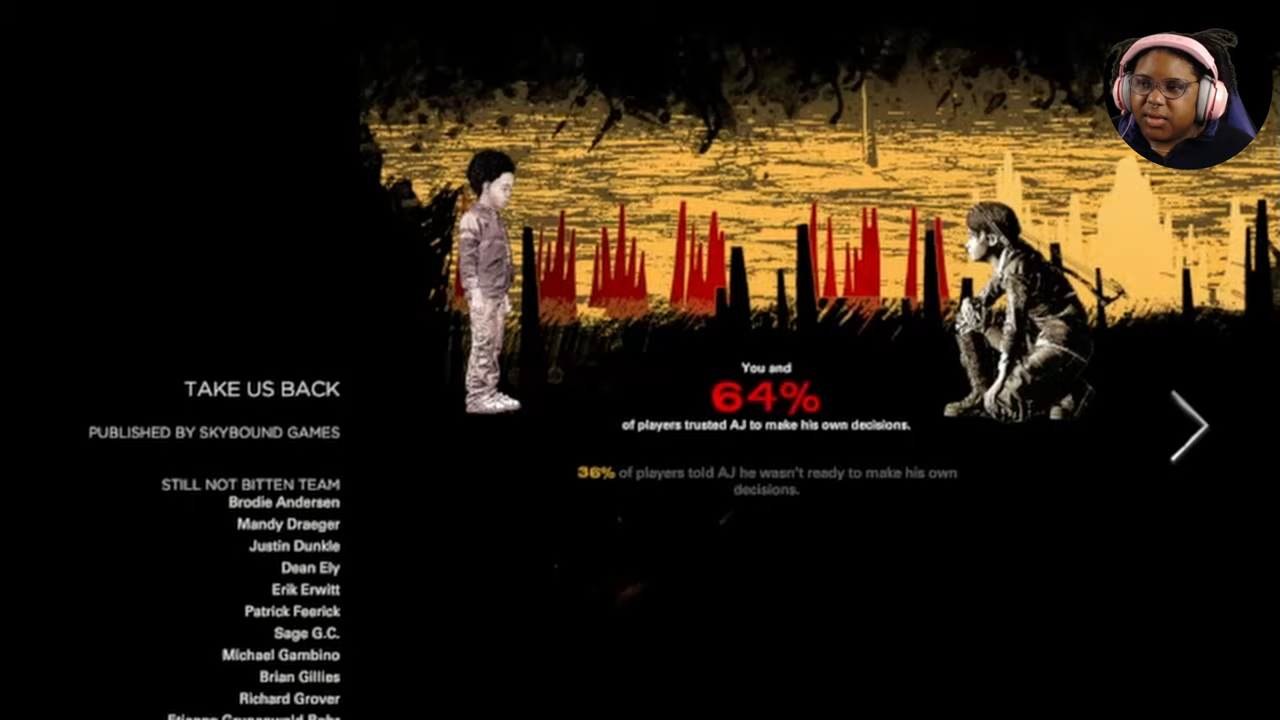 TAKE US BACK
PUBLISHED BY SKYBOUND GAMES
STILL NOT BITTEN TEAM
Brodie Andersen
Mandy Draeger
Justin Dunkle
Dean Ely
Erik Erwitt
Patrick Feerick
Sage G.C.
Michael Gambino
Brian Gillies
Richard Grover
You and
64%
of players trusted AJ to make his own decisions.
36% of players told AJ he wasn't ready to make his own
decisions.